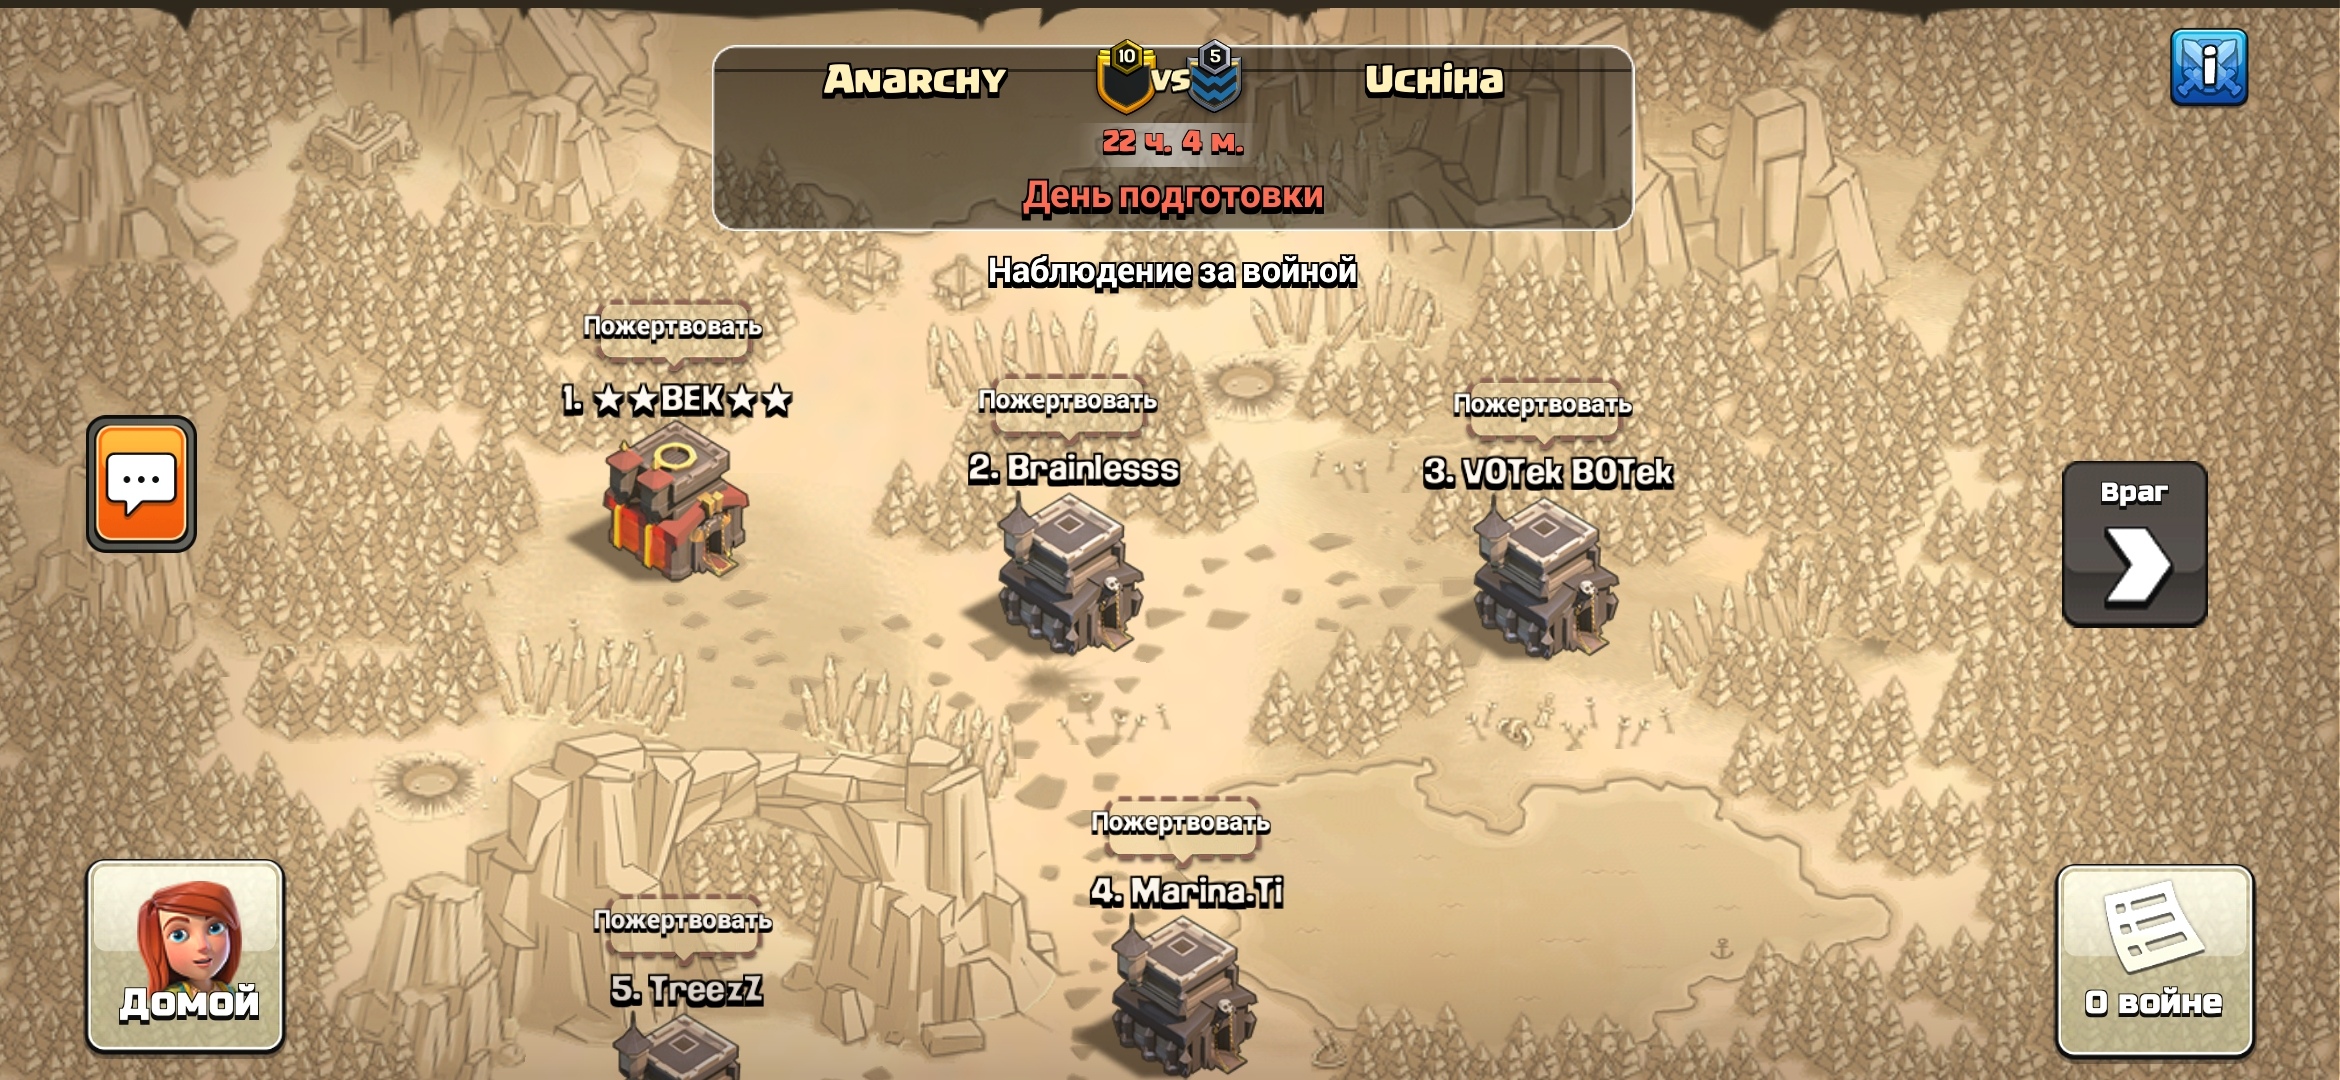 Anarchy 10 vs 5 Uchiha
22 ч. 4 м.
День подготовки
Наблюдение за войной
Пожертвовать
1. ★★BEK★★
Пожертвовать
2. Brainlesss
Пожертвовать
3. VOTek BOTek
Враг
Пожертвовать
4. Marina.Ti
Пожертвовать
5. TreezZ
Домой
О войне